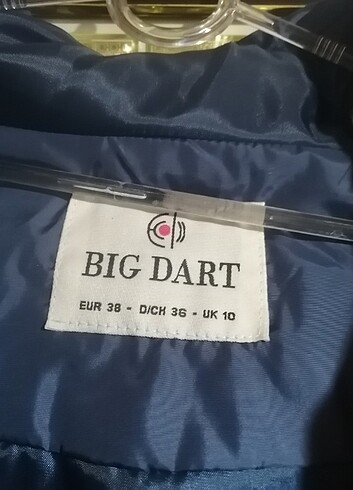 BIG DART
EUR 38 - D/CH 36 - UK 10